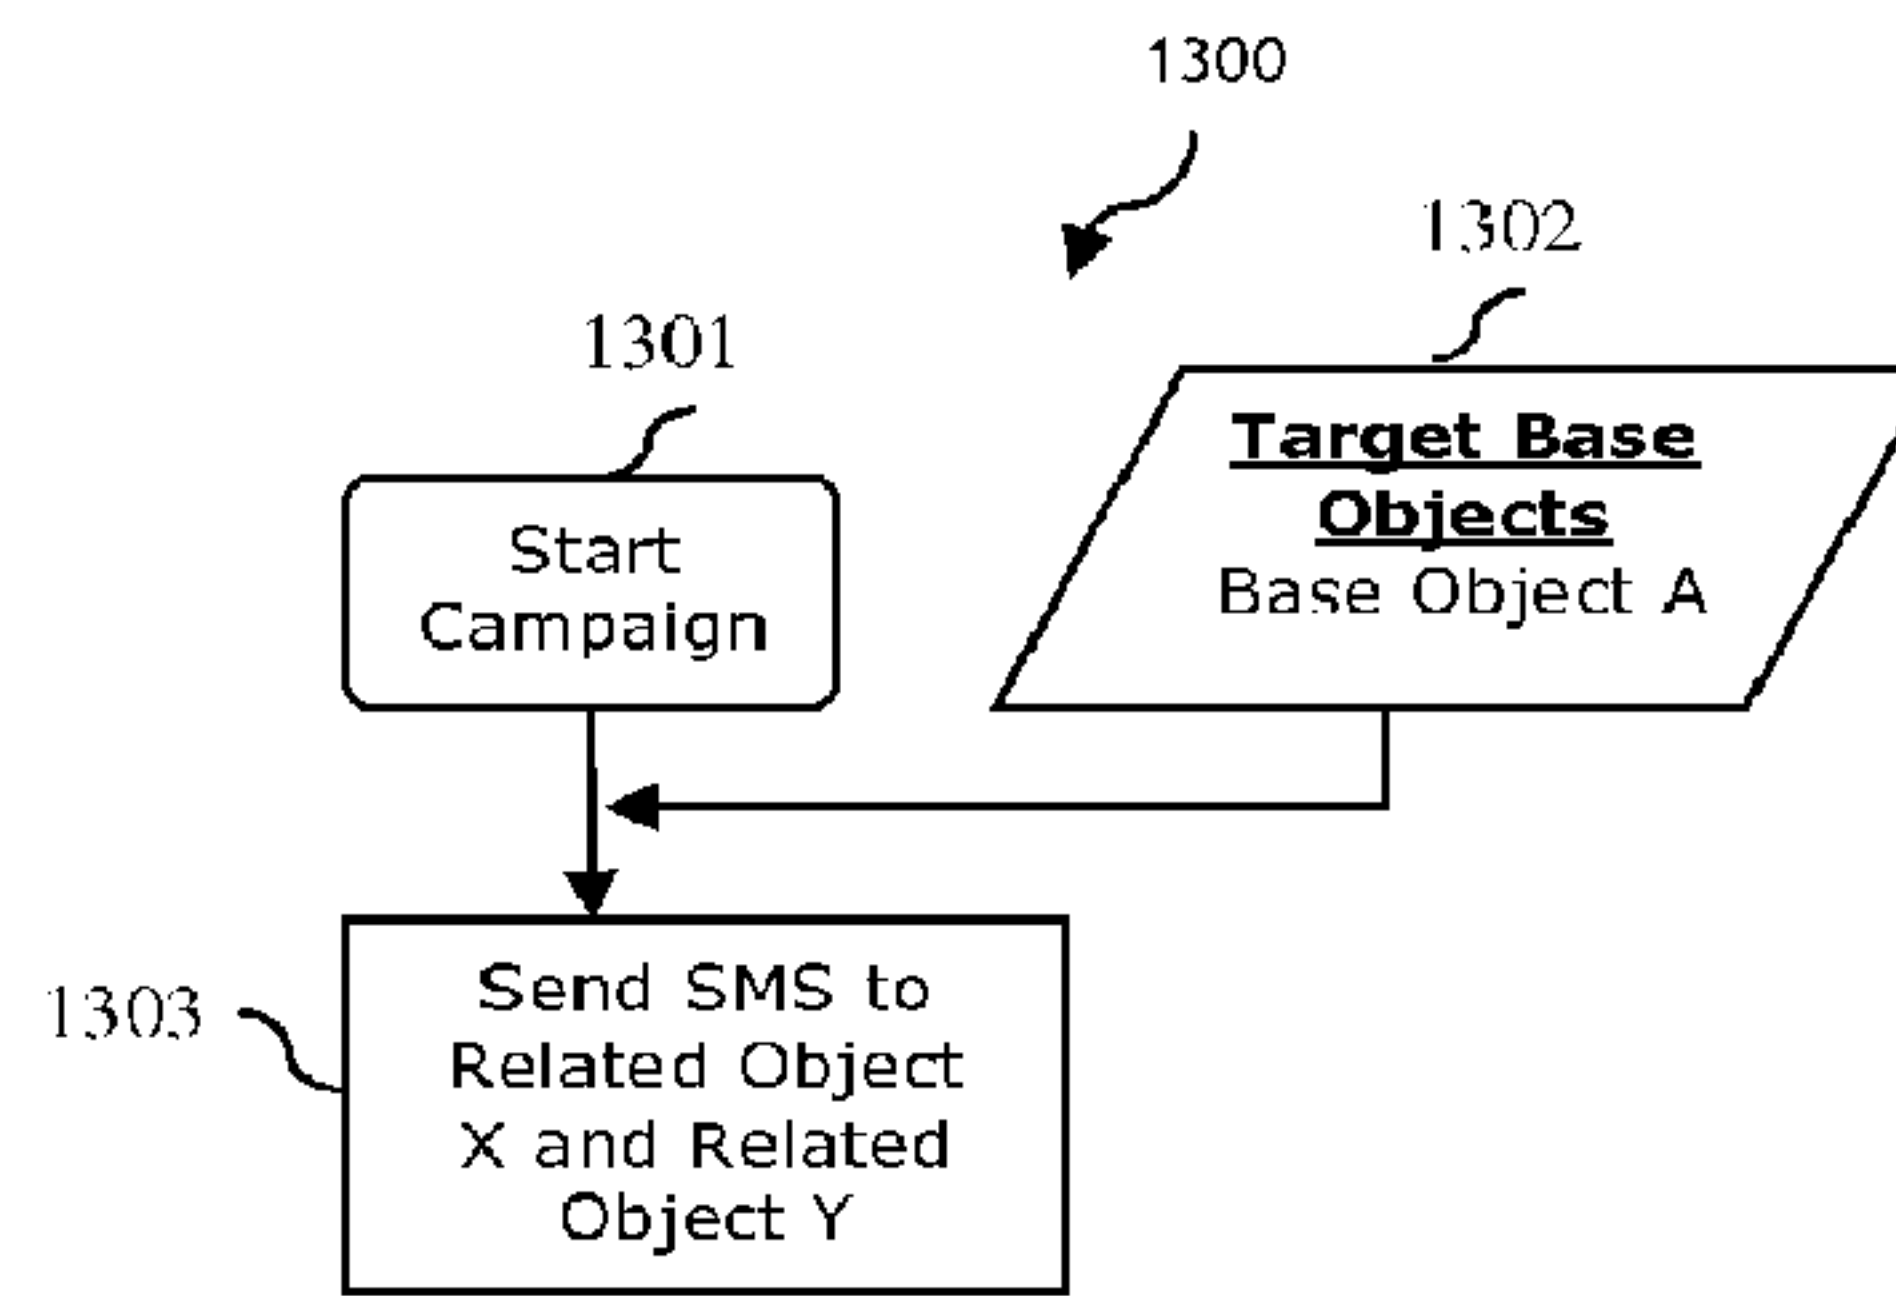 1300
1302
1301
Target Base
Objects
Base Object A
Start
Campaign
1303
Send SMS to
Related Object
X and Related
Object Y